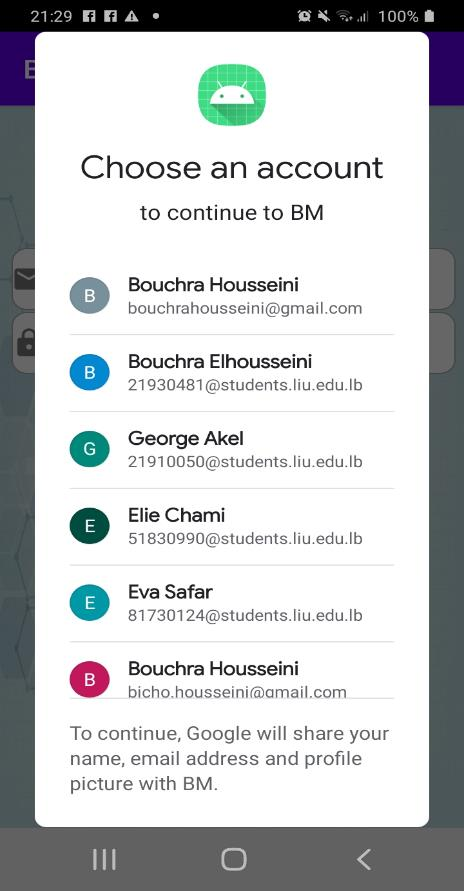 21:29
100%
B
Choose an account
to continue to BM
B
Bouchra Housseini
bouchrahousseini@gmail.com
B
Bouchra Elhousseini
21930481@students.liu.edu.lb
G
George Akel
21910050@students.liu.edu.lb
E
Elie Chami
51830990@students.liu.edu.lb
E
Eva Safar
81730124@students.liu.edu.lb
B
Bouchra Housseini
bicho.housseini@gmail.com
To continue, Google will share your
name, email address and profile
picture with BM.